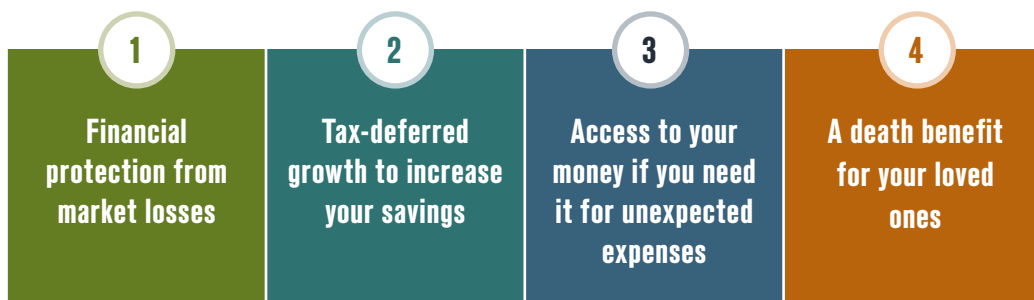 1
Financial
protection from
market losses
2
Tax-deferred
growth to increase
your savings
3
Access to your
money if you need
it for unexpected
expenses
4
A death benefit
for your loved
ones